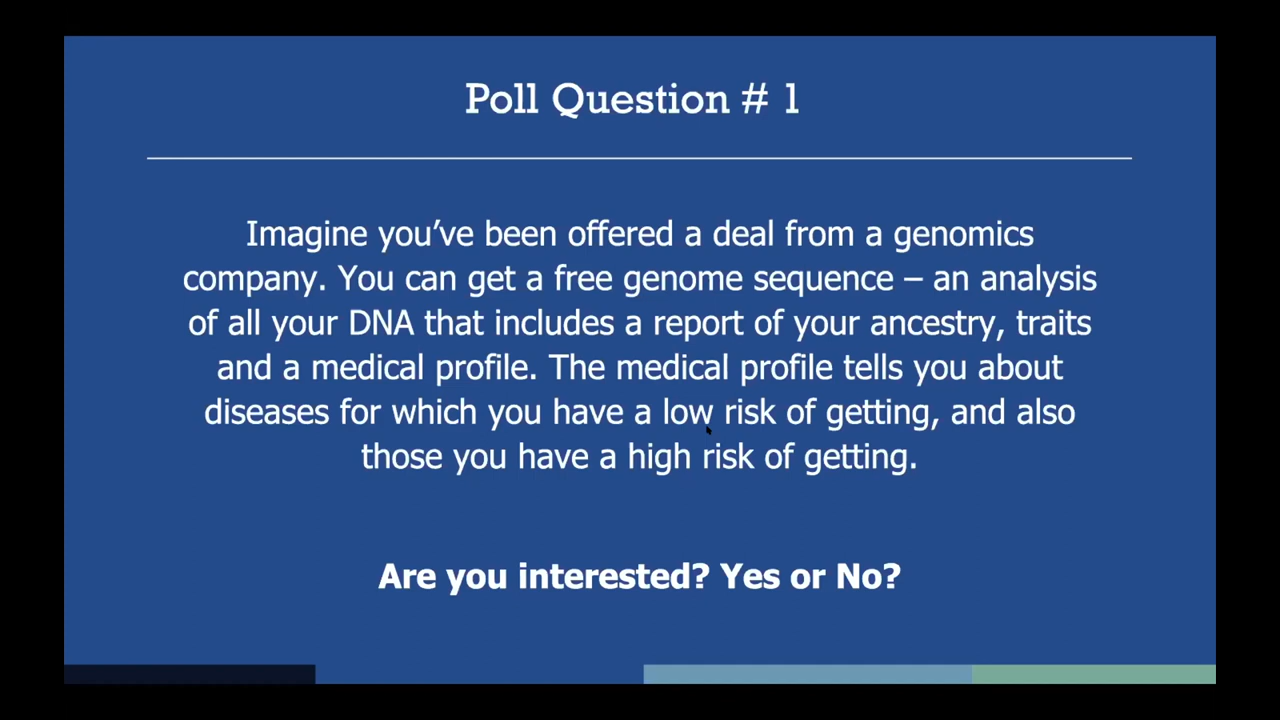 Poll Question # 1
Imagine you’ve been offered a deal from a genomics
company. You can get a free genome sequence – an analysis
of all your DNA that includes a report of your ancestry, traits
and a medical profile. The medical profile tells you about
diseases for which you have a low risk of getting, and also
those you have a high risk of getting.
Are you interested? Yes or No?